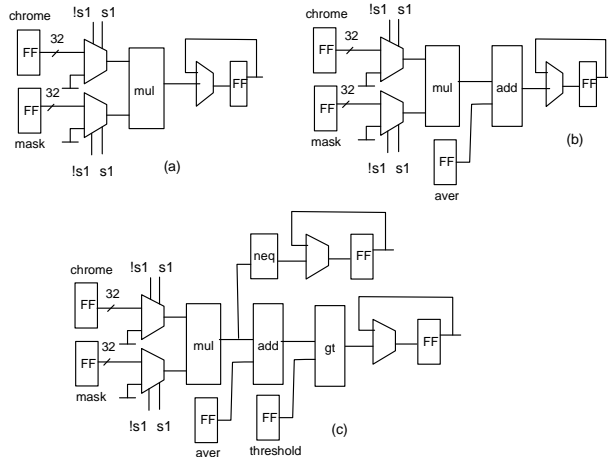 !s1 s1
chrome
FF 32
FF 32
mul
FF
mask
!s1 s1
(a)
!s1 s1
chrome
FF 32
FF 32
mul
add
FF
mask
!s1 s1
FF
aver
(b)
!s1 s1
chrome
FF 32
FF 32
mul
neq
FF
add
gt
FF
mask
!s1 s1
FF
aver
FF
threshold
(c)